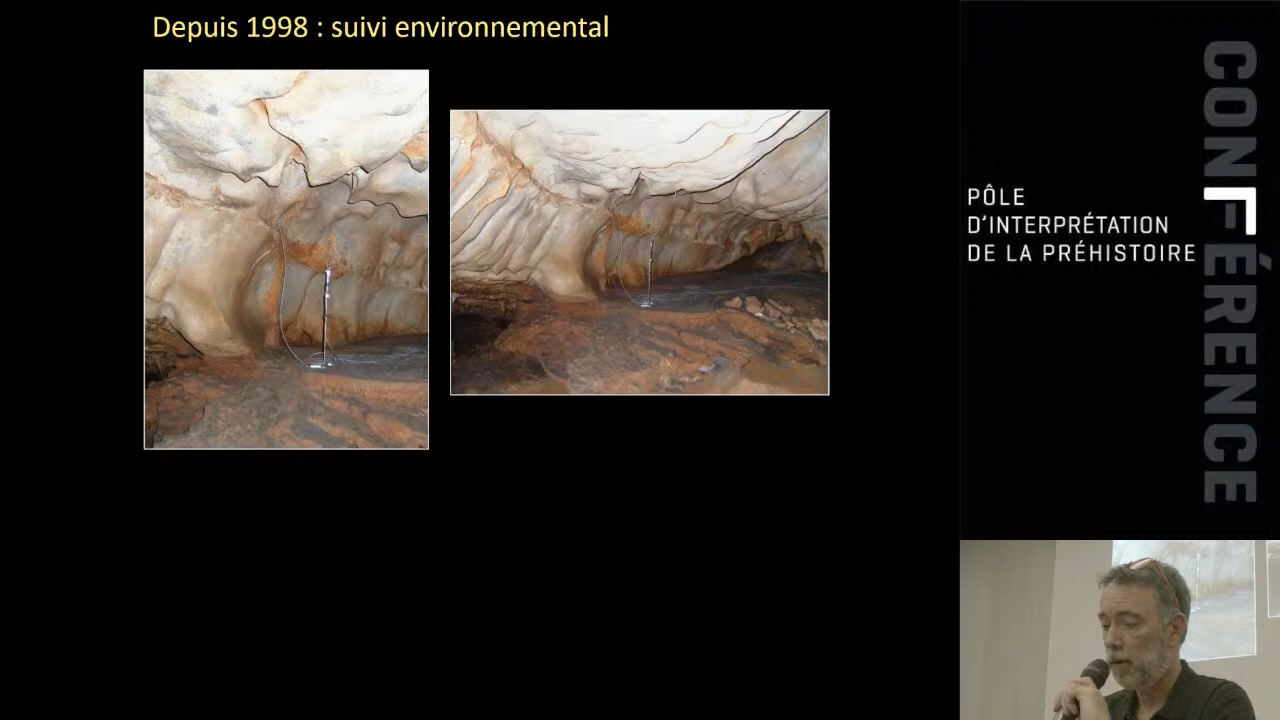 Depuis 1998 : suivi environnemental
PÔLE
D'INTERPRÉTATION
DE LA PRÉHISTOIRE
CONFÉRENCE